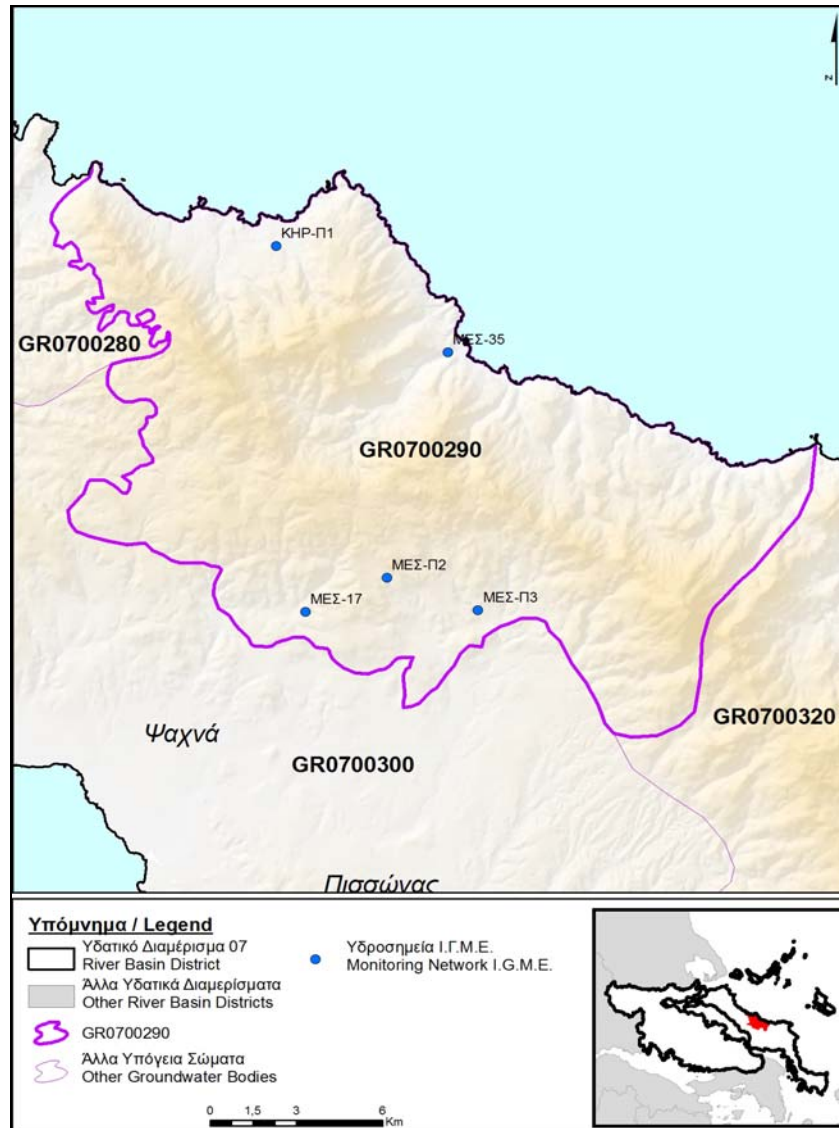 N
ΚΗΡ-Π1
ΜΕΣ-35
GR0700280
GR0700290
ΜΕΣ-Π2
ΜΕΣ-17
ΜΕΣ-Π3
GR0700320
Ψαχνά
GR0700300
Πισσώνας
Υπόμνημα / Legend
Υδατικό Διαμέρισμα 07
River Basin District
Άλλα Υδατικά Διαμερίσματα
Other River Basin Districts
GR0700290
Άλλα Υπόγεια Σώματα
Other Groundwater Bodies
Υδροσημεία Ι.Γ.Μ.Ε.
Monitoring Network I.G.M.E.
0 1,5 3 6
Km